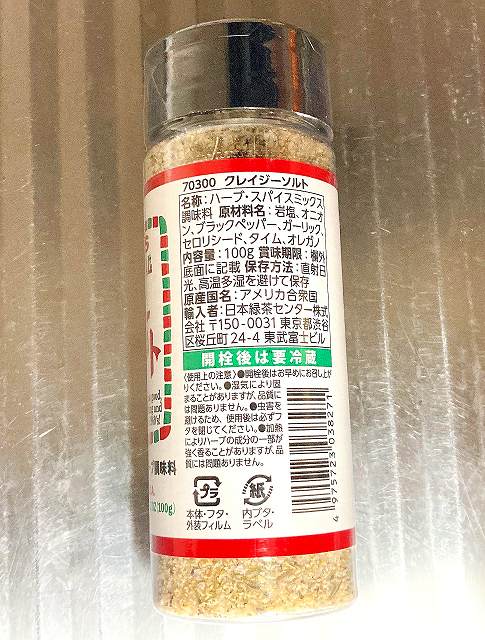 70300 クレイジーソルト
名称:ハーブ・スパイスミックス
調味料 原材料名:岩塩、オニオ
ン、ブラックペッパー、ガーリック、
セロリシード、タイム、オレガノ
内容量:100g 賞味期限:欄外
底面に記載 保存方法:直射日
光、高温多湿を避けて保存
原産国名:アメリカ合衆国
輸入者:日本緑茶センター株式
会社 〒150-0031 東京都渋谷
区桜丘町24-4 東武富士ビル
開栓後は要冷蔵
〈使用上の注意〉●開栓後はお早めにお召し上が
りください。●湿気により固
まることがありますが、品質に
は問題ありません。●虫害を
避けるため、使用後は必ずフ
タを閉じてください。●加熱
によりハーブの成分の一部が
強く香ることがありますが、品
質には問題ありません。
4 975723 038271
プラ
本体・フタ・
外装フィルム
紙
内ブタ・
ラベル
ト
調味料
100g)